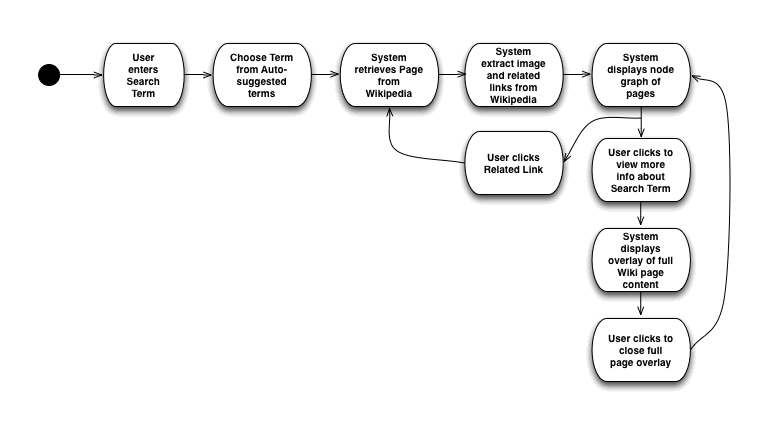 User
enters
Search
Term
Choose Term
from Auto-
suggested
terms
System
retrieves Page
from
Wikipedia
System
extract image
and related
links from
Wikipedia
System
displays node
graph of
pages
User clicks
Related Link
User clicks to
view more
info about
Search Term
System
displays
overlay of full
Wiki page
content
User clicks to
close full
page overlay